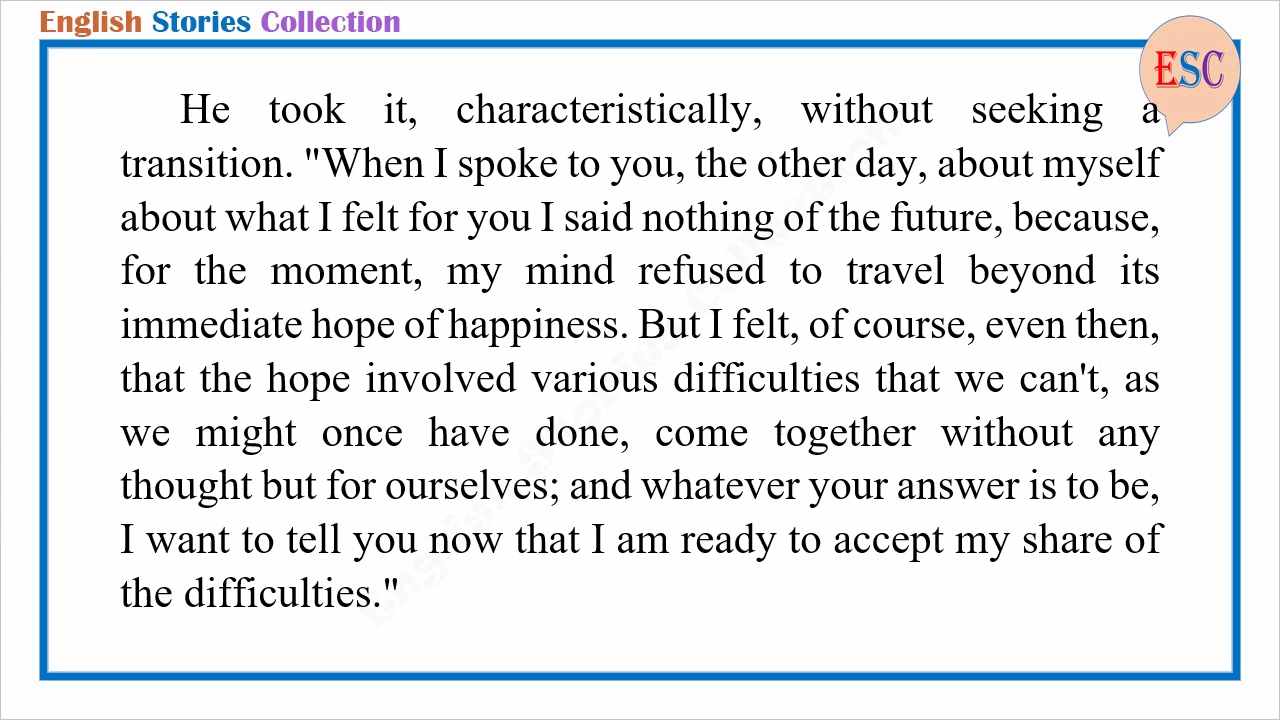 English Stories Collection
ESC
He took it, characteristically, without seeking a
transition. "When I spoke to you, the other day, about myself
about what I felt for you I said nothing of the future, because,
for the moment, my mind refused to travel beyond its
immediate hope of happiness. But I felt, of course, even then,
that the hope involved various difficulties that we can't, as
we might once have done, come together without any
thought but for ourselves; and whatever your answer is to be,
I want to tell you now that I am ready to accept my share of
the difficulties."
English Stories Collection